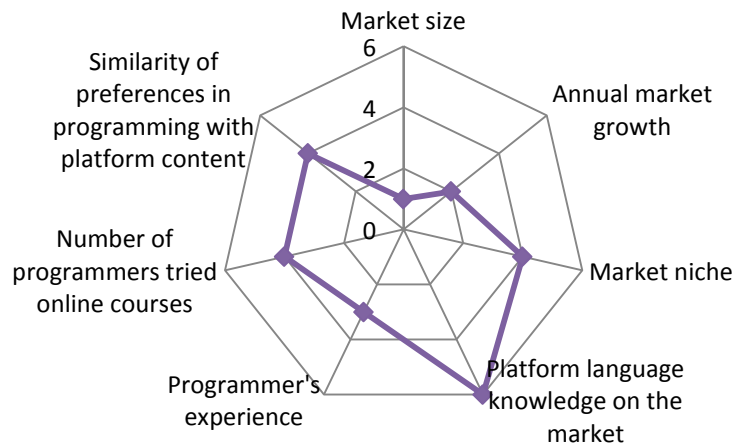 Market size
6
4
2
0
Annual market
growth
Market niche
Platform language
knowledge on the
market
Programmer's
experience
Number of
programmers tried
online courses
Similarity of
preferences in
programming with
platform content